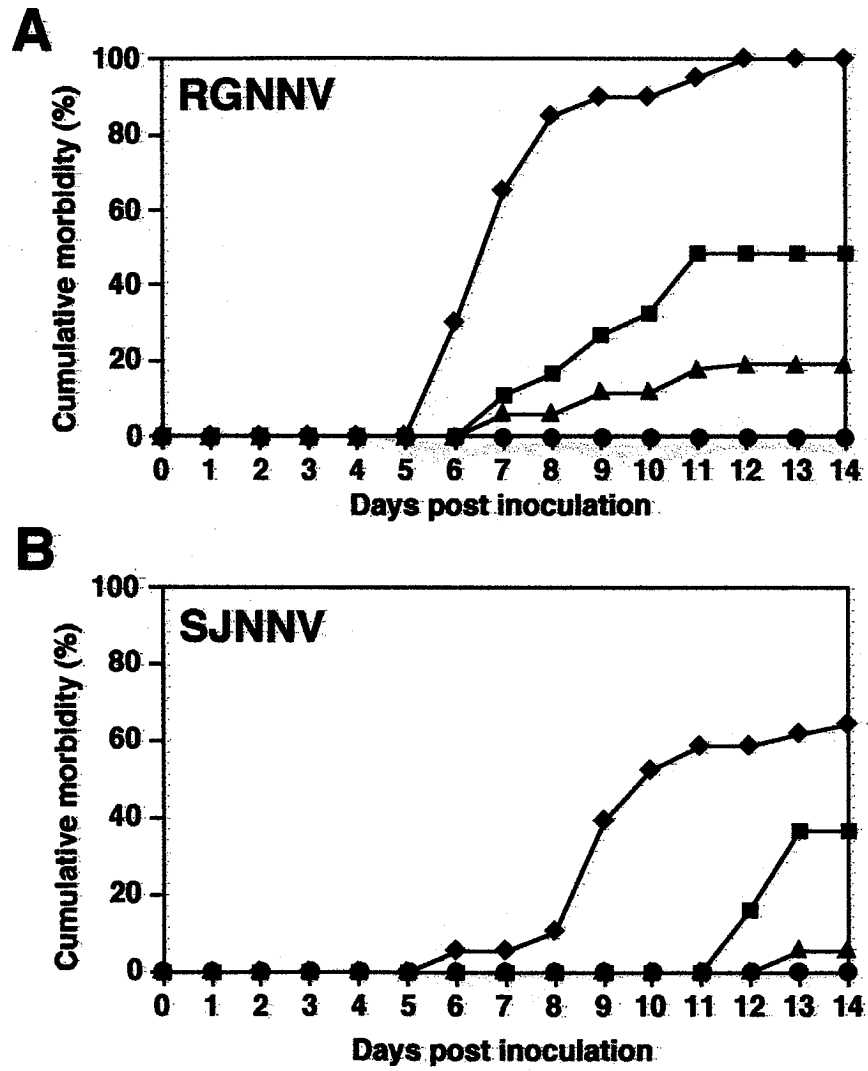 A
RGNNV
Cumulative morbidity (%)
100
80
60
40
20
0
0 1 2 3 4 5 6 7 8 9 10 11 12 13 14
Days post inoculation
B
SJNNV
Cumulative morbidity (%)
100
80
60
40
20
0
0 1 2 3 4 5 6 7 8 9 10 11 12 13 14
Days post inoculation